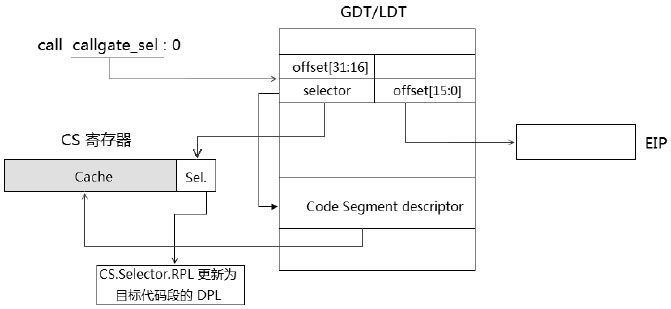 GDT/LDT
call callgate_sel : 0
offset[31:16]
selector
offset[15:0]
CS 寄存器
EIP
Cache
Sel.
Code Segment descriptor
CS.Selector.RPL 更新为
目标代码段的 DPL